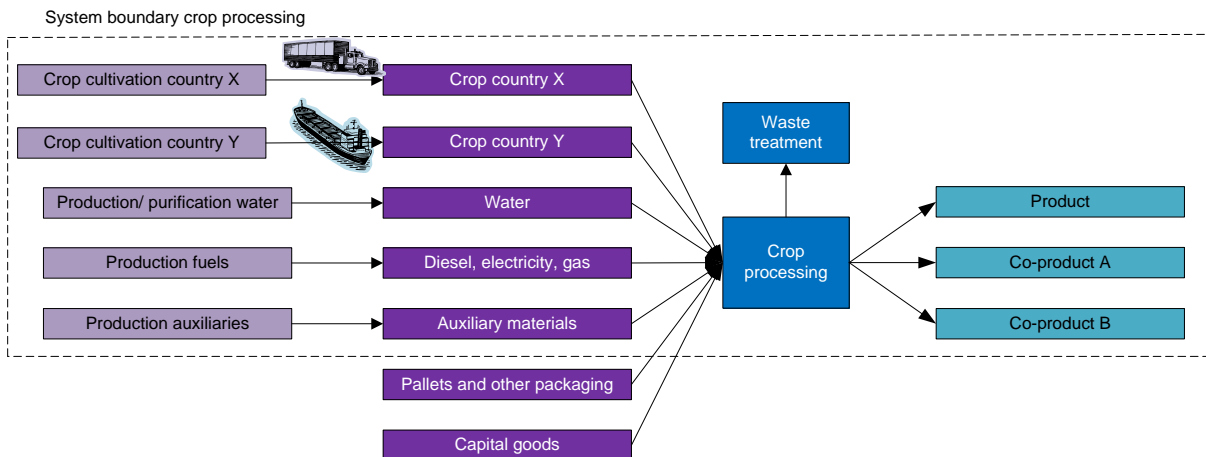 System boundary crop processing
Crop cultivation country X
Crop country X
Crop cultivation country Y
Crop country Y
Waste
treatment
Production/ purification water
Water
Product
Production fuels
Diesel, electricity, gas
Crop
processing
Co-product A
Production auxiliaries
Auxiliary materials
Co-product B
Pallets and other packaging
Capital goods